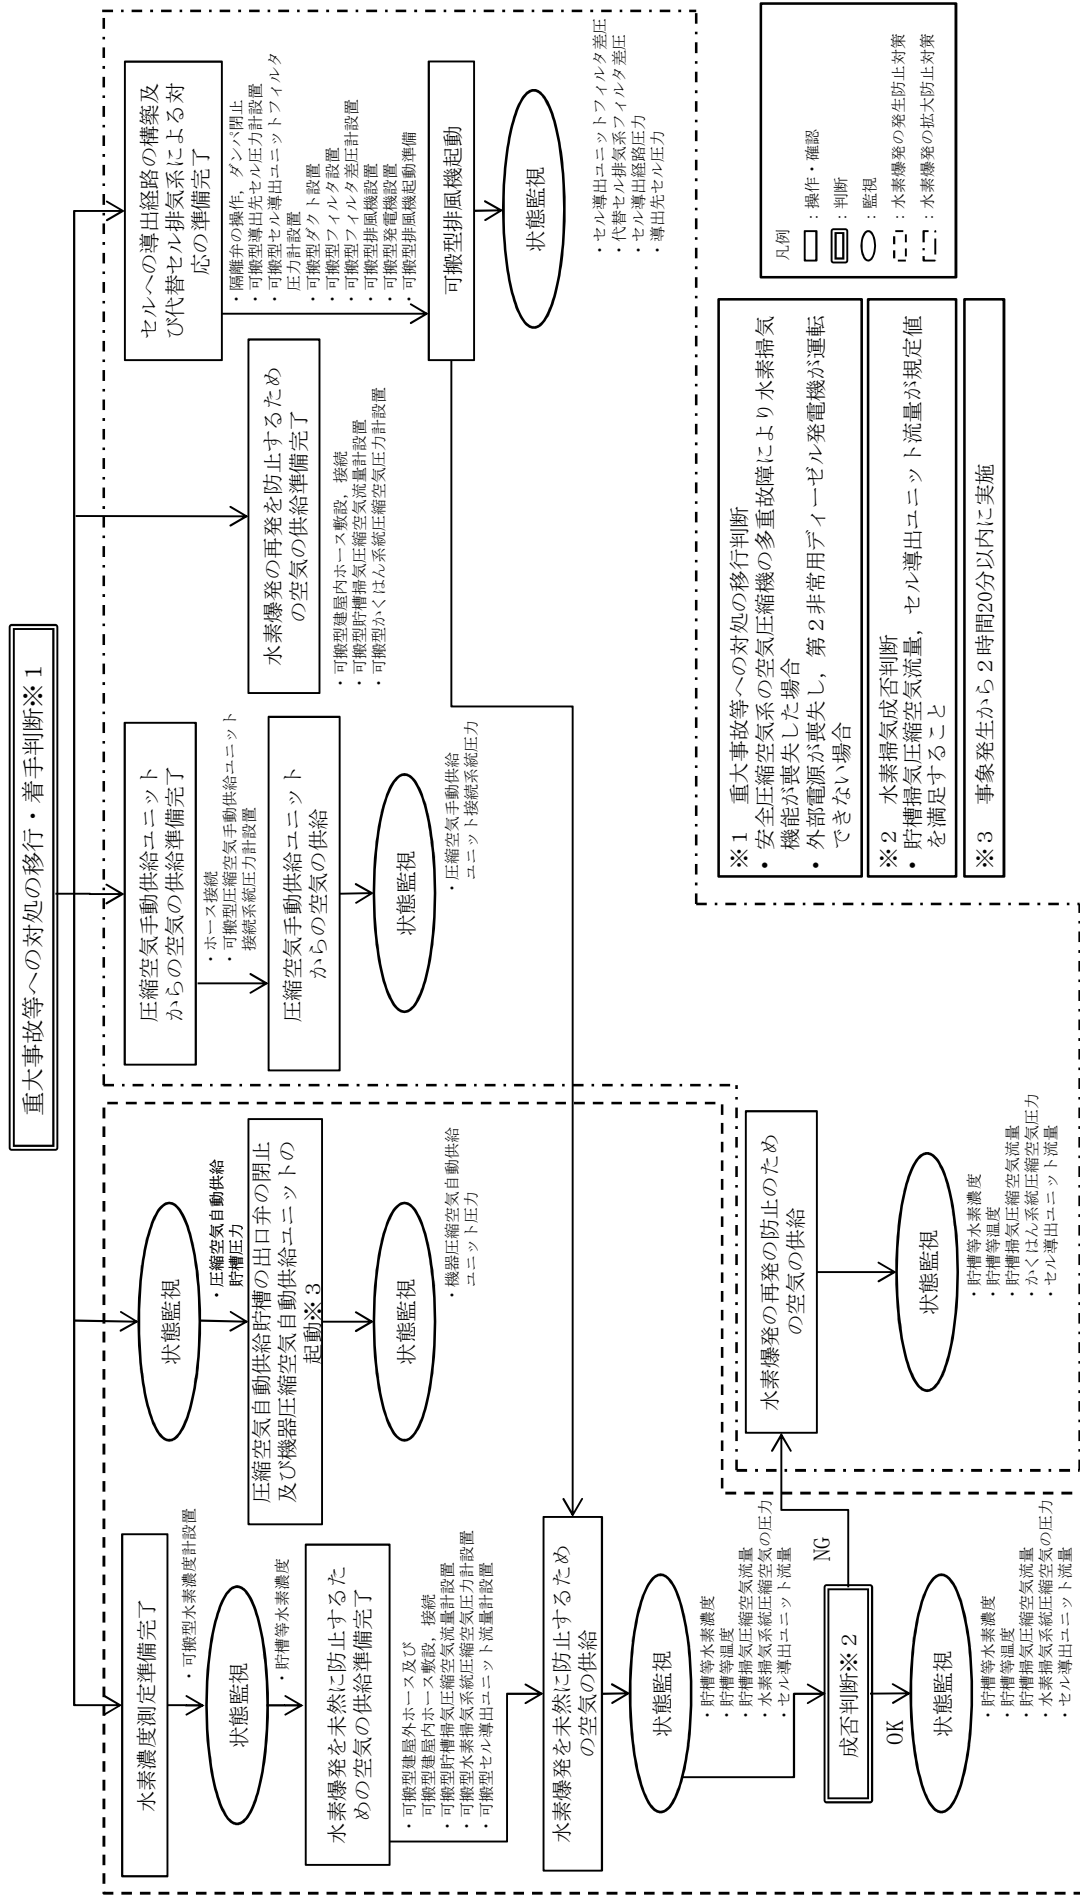 重大事故等への対処の移行・着手判断※1
水素濃度測定準備完了
・可搬型水素濃度計設置
状態監視
・貯槽等水素濃度
水素爆発を未然に防止するた
めの空気の供給準備完了
・可搬型建屋外ホース及び
可搬型建屋内ホース敷設，接続
・可搬型貯槽掃気圧縮空気流量計設置
・可搬型水素掃気系統圧縮空気圧力計設置
・可搬型セル導出ユニット流量計設置
水素爆発を未然に防止するため
の空気の供給
状態監視
・貯槽等水素濃度
・貯槽等温度
・貯槽掃気圧縮空気流量
・水素掃気系統圧縮空気の圧力
・セル導出ユニット流量
成否判断※2
NG
OK
状態監視
・貯槽等水素濃度
・貯槽等温度
・貯槽掃気圧縮空気流量
・水素掃気系統圧縮空気の圧力
・セル導出ユニット流量
状態監視
・圧縮空気自動供給
貯槽圧力
圧縮空気自動供給貯槽の出口弁の閉止
及び機器圧縮空気自動供給ユニットの
起動※3
状態監視
・機器圧縮空気自動供給
ユニット圧力
水素爆発の再発の防止のため
の空気の供給
状態監視
・貯槽等水素濃度
・貯槽等温度
・貯槽掃気圧縮空気流量
・かくはん系統圧縮空気圧力
・セル導出ユニット流量
圧縮空気手動供給ユニット
からの空気の供給準備完了
・ホース接続
・可搬型圧縮空気手動供給ユニット
接続系統圧力計設置
圧縮空気手動供給ユニット
からの空気の供給
状態監視
・圧縮空気手動供給
ユニット接続系統圧力
水素爆発の再発を防止するため
の空気の供給準備完了
・可搬型建屋内ホース敷設，接続
・可搬型貯槽掃気圧縮空気流量計設置
・可搬型かくはん系統圧縮空気圧力計設置
セルへの導出経路の構築及
び代替セル排気系による対
応の準備完了
・隔離弁の操作，ダンパ閉止
・可搬型導出先セル圧力計設置
・可搬型セル導出ユニットフィルタ
圧力計設置
・可搬型ダクト設置
・可搬型フィルタ設置
・可搬型フィルタ差圧計設置
・可搬型排風機設置
・可搬型発電機設置
・可搬型排風機起動準備
可搬型排風機起動
状態監視
・セル導出ユニットフィルタ差圧
・代替セル排気系フィルタ差圧
・セル導出経路圧力
・導出先セル圧力
※1　重大事故等への対処の移行判断
・安全圧縮空気系の空気圧縮機の多重故障により水素掃気
機能が喪失した場合
・外部電源が喪失し，第２非常用ディーゼル発電機が運転
できない場合
※2　水素掃気成否判断
・貯槽掃気圧縮空気流量，セル導出ユニット流量が規定値
を満足すること
※3　事象発生から２時間20分以内に実施
凡例
：操作・確認
：判断
：監視
：水素爆発の発生防止対策
：水素爆発の拡大防止対策